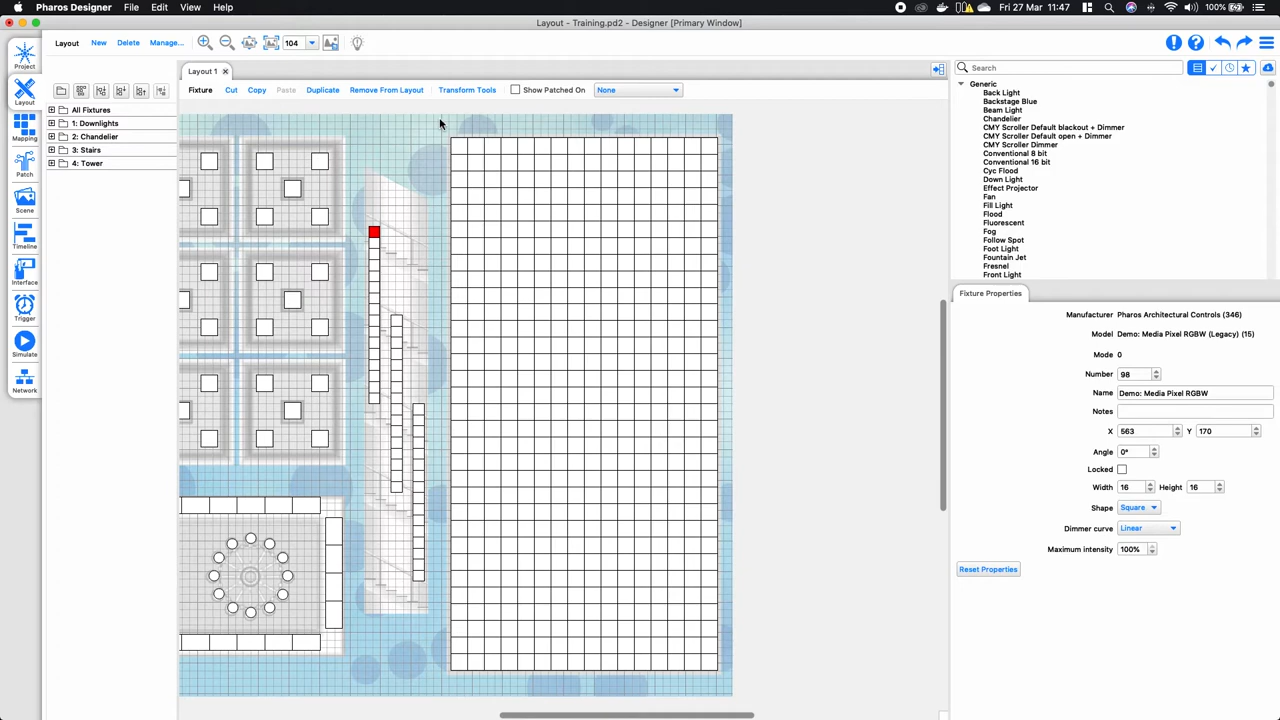 Pharos Designer File Edit View Help 100% Fri 27 Mar 11:47
Layout - Training.pd2 - Designer [Primary Window]
Project
Layout
Mapping
Patch
Scene
Timeline
Interface
Trigger
Simulate
Network
Layout New Delete Manage... 104
All Fixtures
1: Downlights
2: Chandelier
3: Stairs
4: Tower
Layout 1
Fixture Cut Copy Paste Duplicate Remove From Layout Transform Tools Show Patched On None
Search
Generic
Back Light
Backstage Blue
Beam Light
Chandelier
CMY Scroller Default blackout + Dimmer
CMY Scroller Default open + Dimmer
CMY Scroller Dimmer
Conventional 8 bit
Conventional 16 bit
Cyc Flood
Down Light
Effect Projector
Fan
Fill Light
Flood
Fluorescent
Fog
Follow Spot
Foot Light
Fountain Jet
Fresnel
Front Light
Fixture Properties
Manufacturer Pharos Architectural Controls (346)
Model Demo: Media Pixel RGBW (Legacy) (15)
Mode 0
Number 98
Name Demo: Media Pixel RGBW
Notes
X 563 Y 170
Angle 0°
Locked
Width 16 Height 16
Shape Square
Dimmer curve Linear
Maximum intensity 100%
Reset Properties